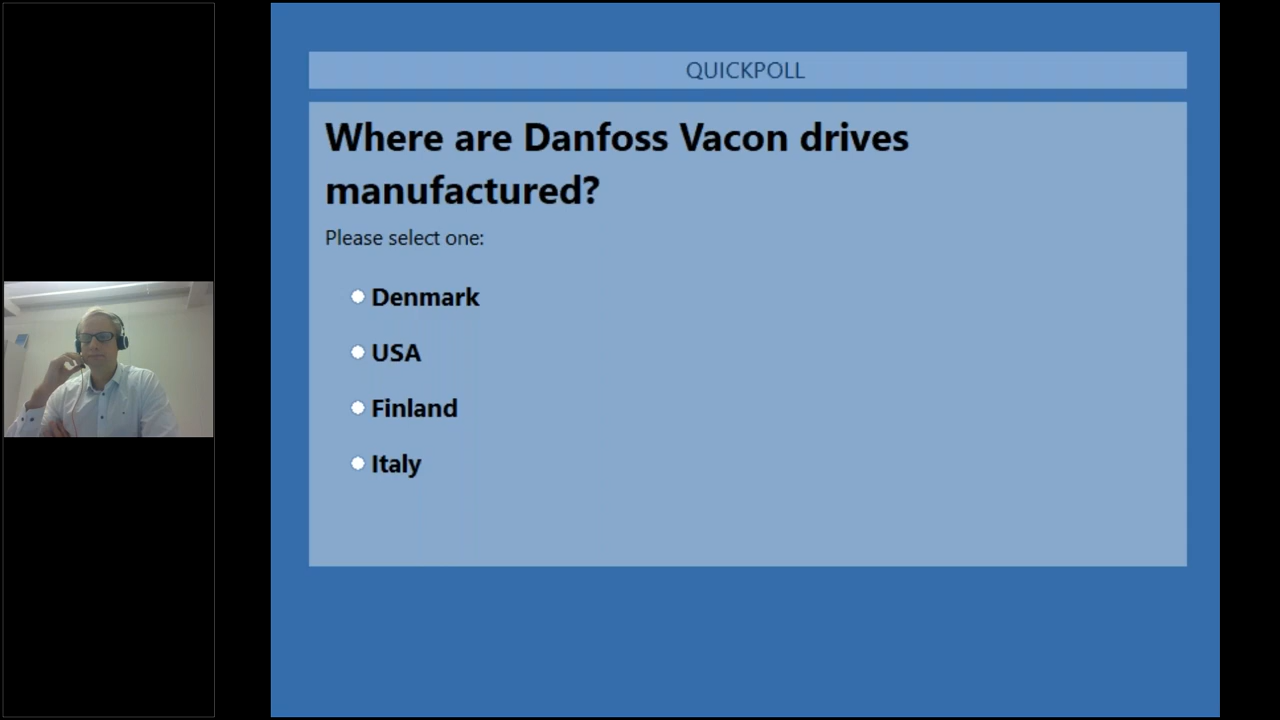 QUICKPOLL
Where are Danfoss Vacon drives
manufactured?
Please select one:
Denmark
USA
Finland
Italy